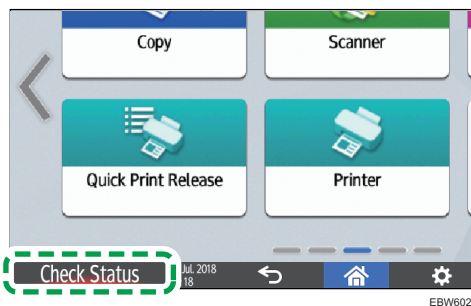 Copy
Scanner
Quick Print Release
Printer
Check Status
Jul. 2018
18
EBW602